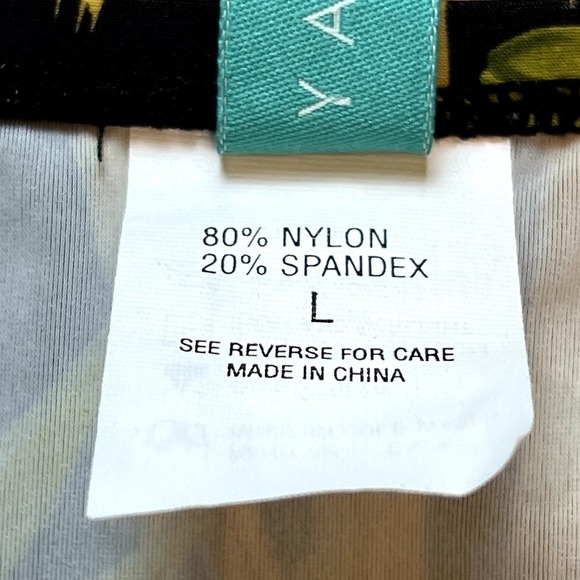 Y A
80% NYLON
20% SPANDEX
L
SEE REVERSE FOR CARE
MADE IN CHINA